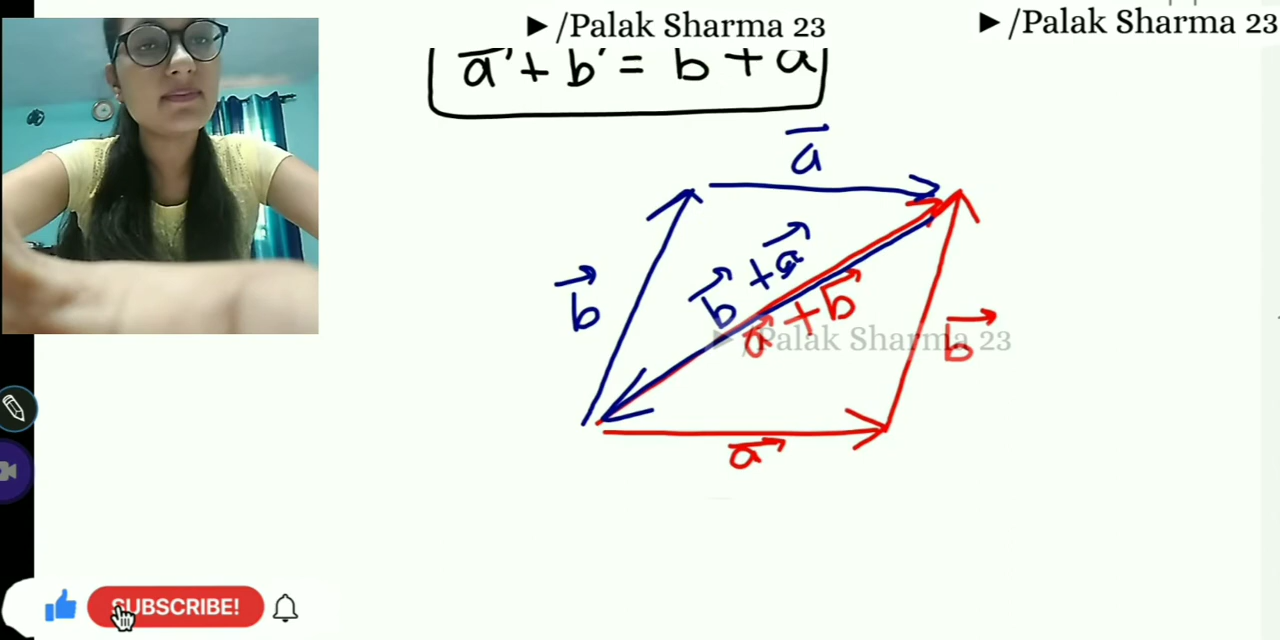 ▶ /Palak Sharma 23
▶ /Palak Sharma 23
a⃗ + b⃗ = b + a
a⃗
b⃗
b⃗ + a⃗
a⃗ + b⃗
▶ /Palak Sharma 23
b⃗
a⃗
SUBSCRIBE!